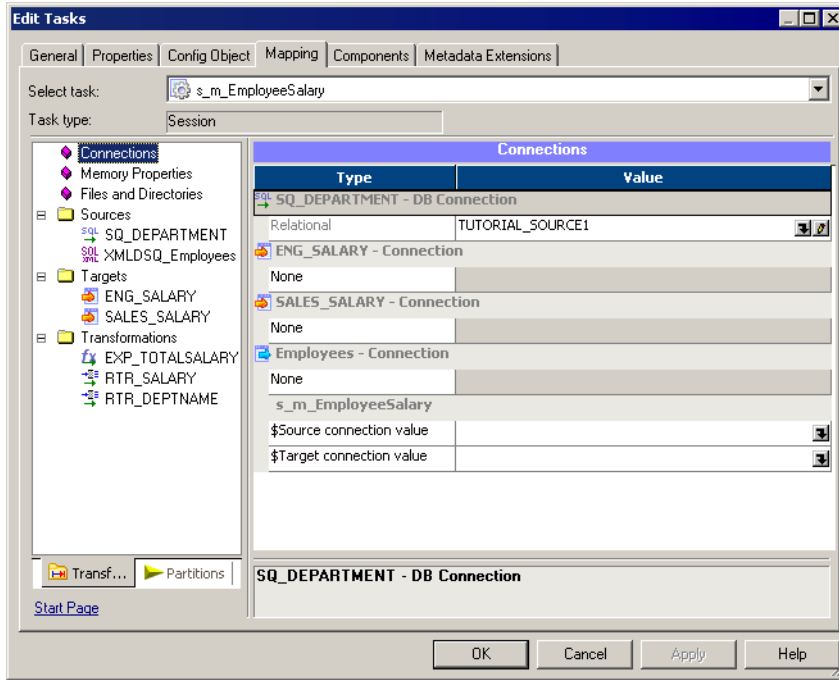 Edit Tasks
General Properties Config Object Mapping Components Metadata Extensions
Select task: s_m_EmployeeSalary
Task type: Session
Connections
Memory Properties
Files and Directories
Sources
SQ_DEPARTMENT
XMLDSQ_Employees
Targets
ENG_SALARY
SALES_SALARY
Transformations
EXP_TOTALSALARY
RTR_SALARY
RTR_DEPTNAME
Transf... Partitions
Start Page
Connections
Type Value
SQ_DEPARTMENT - DB Connection
Relational TUTORIAL_SOURCE1
ENG_SALARY - Connection
None
SALES_SALARY - Connection
None
Employees - Connection
None
s_m_EmployeeSalary
$Source connection value
$Target connection value
SQ_DEPARTMENT - DB Connection
OK Cancel Apply Help